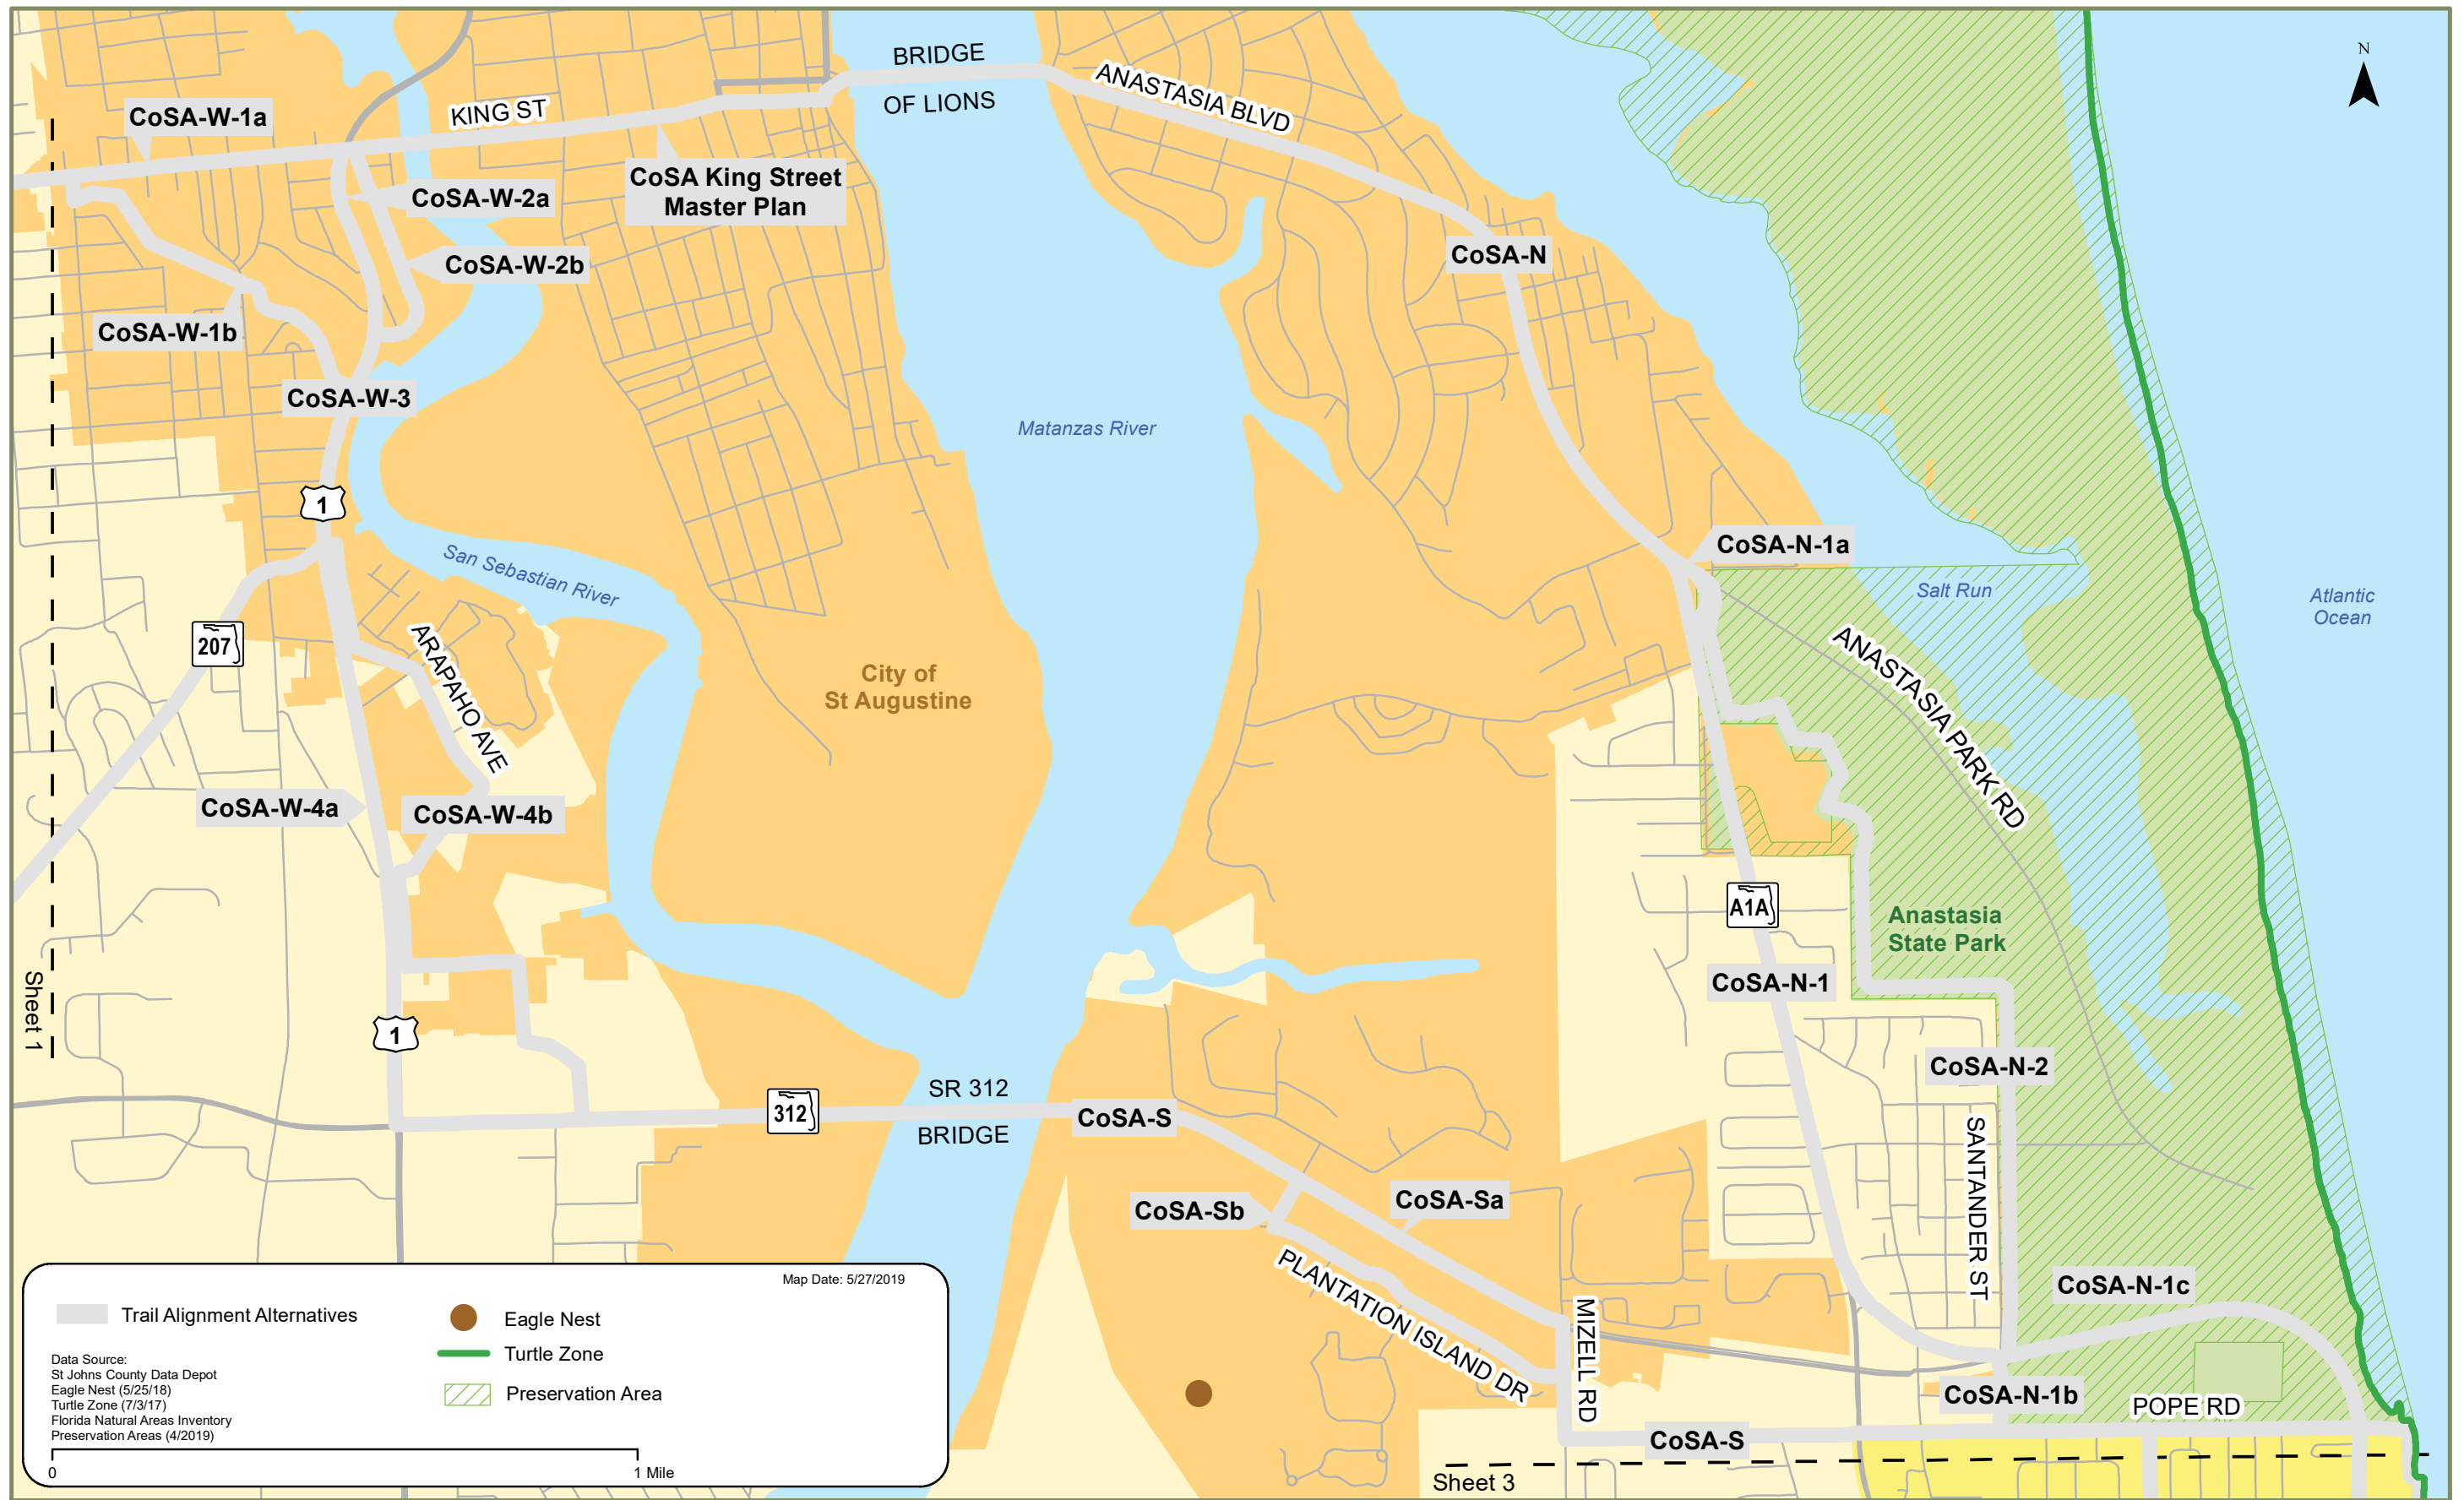 N
BRIDGE
OF LIONS
ANASTASIA BLVD
KING ST
CoSA-W-1a
CoSA King Street
Master Plan
CoSA-W-2a
CoSA-W-2b
CoSA-N
CoSA-W-1b
CoSA-W-3
Matanzas River
1
CoSA-N-1a
San Sebastian River
Salt Run
Atlantic
Ocean
207
ARAPAHO AVE
City of
St Augustine
ANASTASIA PARK RD
CoSA-W-4a
CoSA-W-4b
A1A
Anastasia
State Park
CoSA-N-1
Sheet 1
1
CoSA-N-2
SR 312
BRIDGE
312
CoSA-S
SANTANDER ST
CoSA-Sb
CoSA-Sa
PLANTATION ISLAND DR
MIZELL RD
CoSA-N-1c
CoSA-N-1b
POPE RD
CoSA-S
Sheet 3
Map Date: 5/27/2019
Trail Alignment Alternatives
Eagle Nest
Turtle Zone
Preservation Area
Data Source:
St Johns County Data Depot
Eagle Nest (5/25/18)
Turtle Zone (7/3/17)
Florida Natural Areas Inventory
Preservation Areas (4/2019)
0
1 Mile